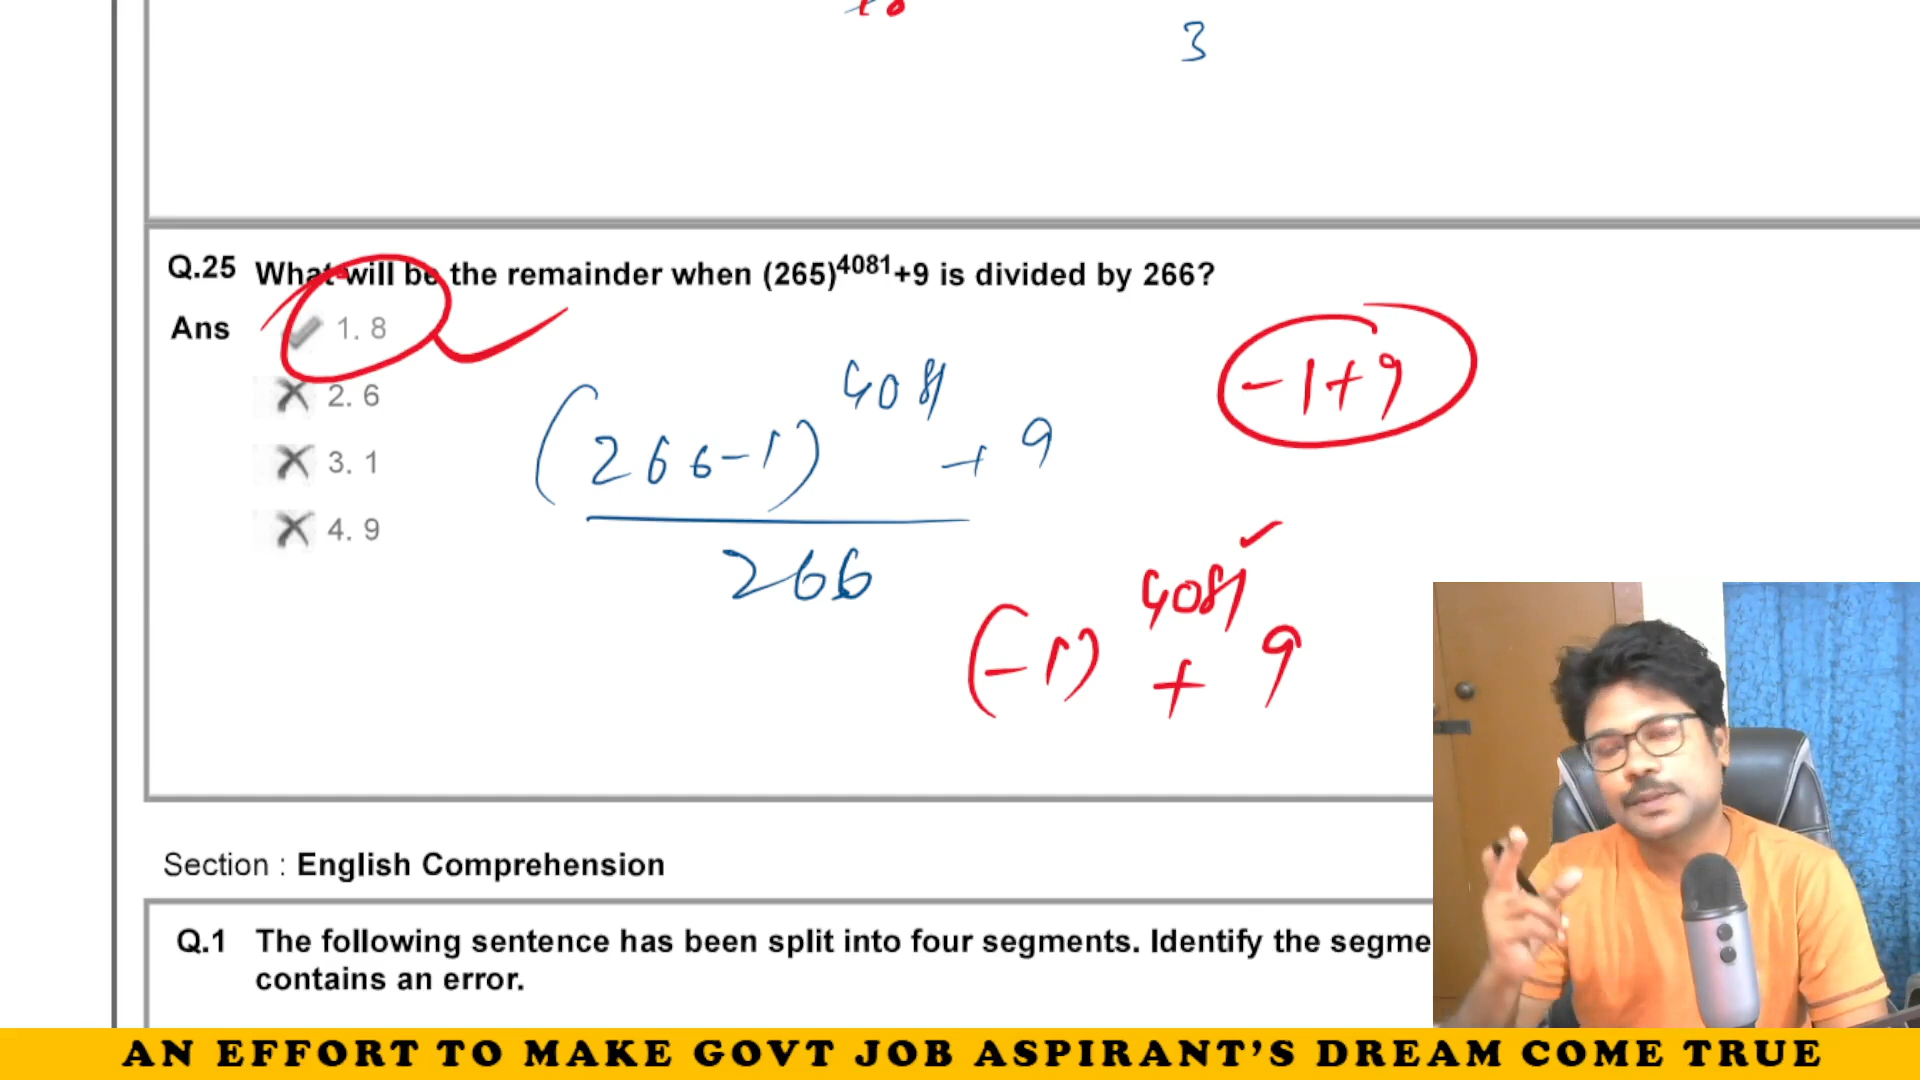 3
Q.25 What will be the remainder when (265)^4081+9 is divided by 266?
Ans 1. 8
2. 6
3. 1
4. 9
(266-1)^4081 + 9
266
-1+9
(-1)^4081 + 9
Section : English Comprehension
Q.1 The following sentence has been split into four segments. Identify the segme
contains an error.
AN EFFORT TO MAKE GOVT JOB ASPIRANT'S DREAM COME TRUE